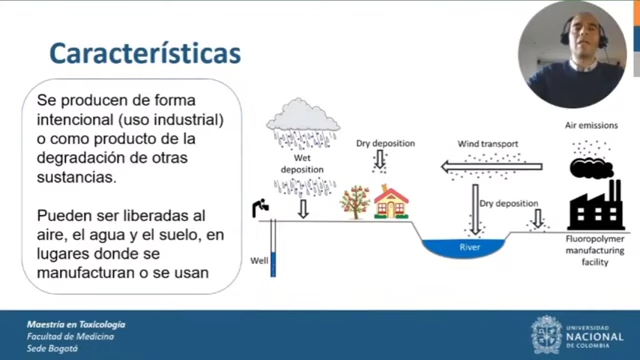 Características
Se producen de forma
intencional (uso industrial)
o como producto de la
degradación de otras
sustancias.
Pueden ser liberadas al
aire, el agua y el suelo, en
lugares donde se
manufacturan o se usan
Wet
deposition
Dry deposition
Wind transport
Air emissions
Dry deposition
Well
River
Fluoropolymer
manufacturing
facility
Maestría en Toxicología
Facultad de Medicina
Sede Bogotá
UNIVERSIDAD
NACIONAL
DE COLOMBIA